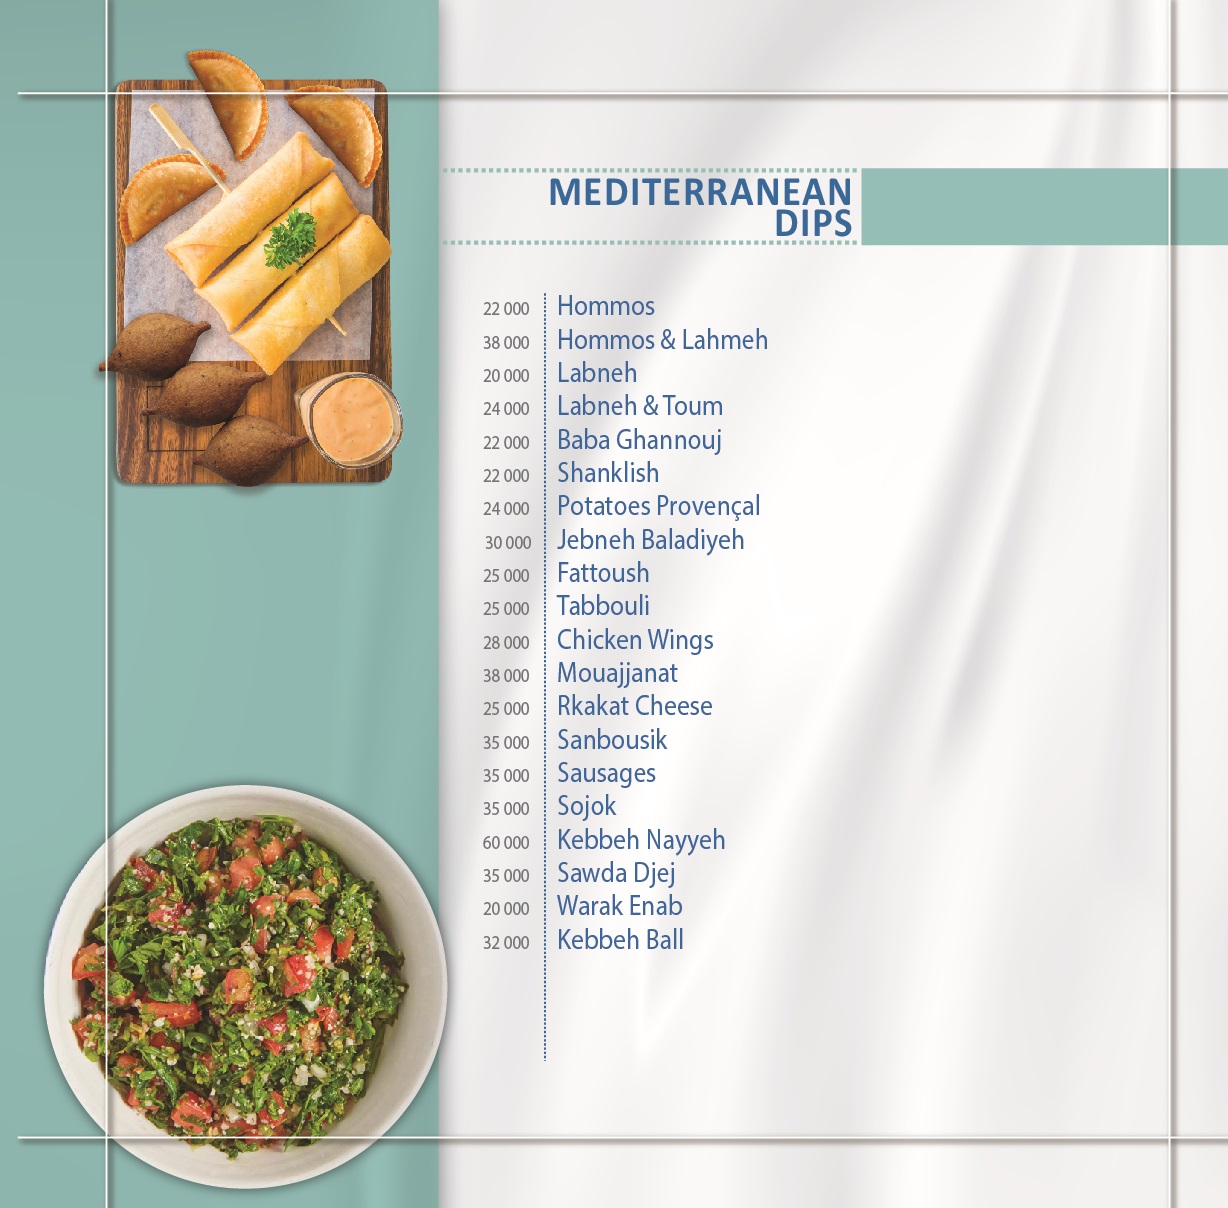 MEDITERRANEAN
DIPS
22 000 Hommos
38 000 Hommos & Lahmeh
20 000 Labneh
24 000 Labneh & Toum
22 000 Baba Ghannouj
22 000 Shanklish
24 000 Potatoes Provençal
30 000 Jebneh Baladiyeh
25 000 Fattoush
25 000 Tabbouli
28 000 Chicken Wings
38 000 Mouajjanat
25 000 Rkakat Cheese
35 000 Sanbousik
35 000 Sausages
35 000 Sojok
60 000 Kebbeh Nayyeh
35 000 Sawda Djej
20 000 Warak Enab
32 000 Kebbeh Ball